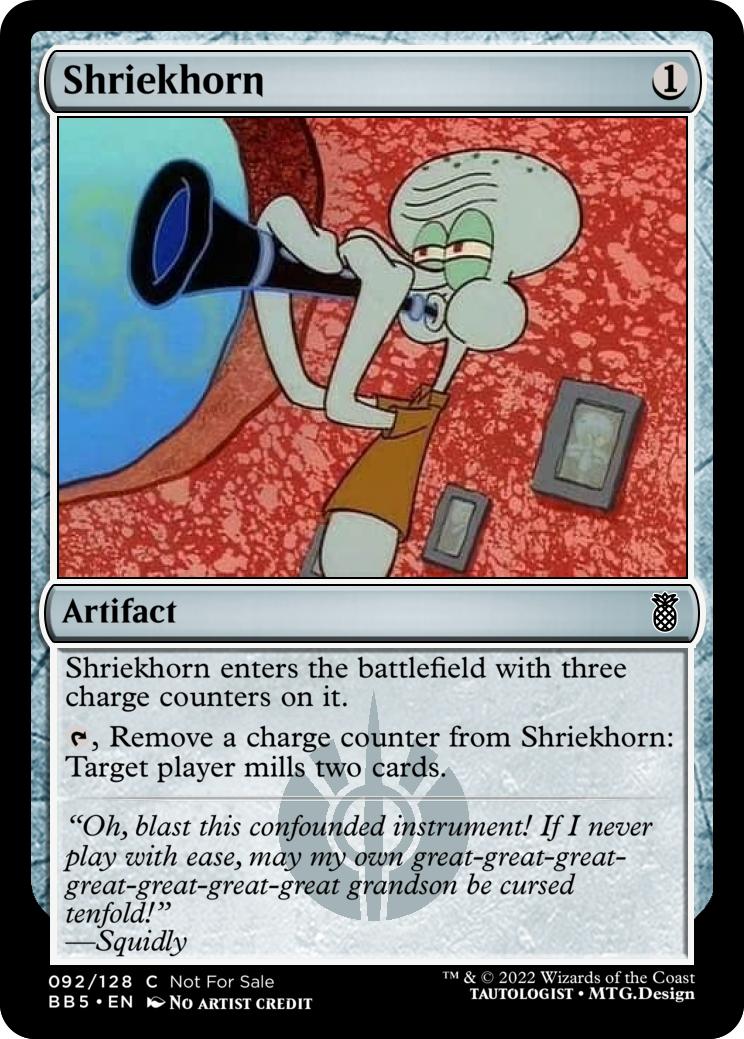 Shriekhorn 1
Artifact
Shriekhorn enters the battlefield with three
charge counters on it.
, Remove a charge counter from Shriekhorn:
Target player mills two cards.
“Oh, blast this confounded instrument! If I never
play with ease, may my own great-great-great-
great-great-great-great grandson be cursed
tenfold!”
—Squidly
092/128 C Not For Sale
BB5 • EN No artist credit
™ & © 2022 Wizards of the Coast
Tautologist • MTG.Design